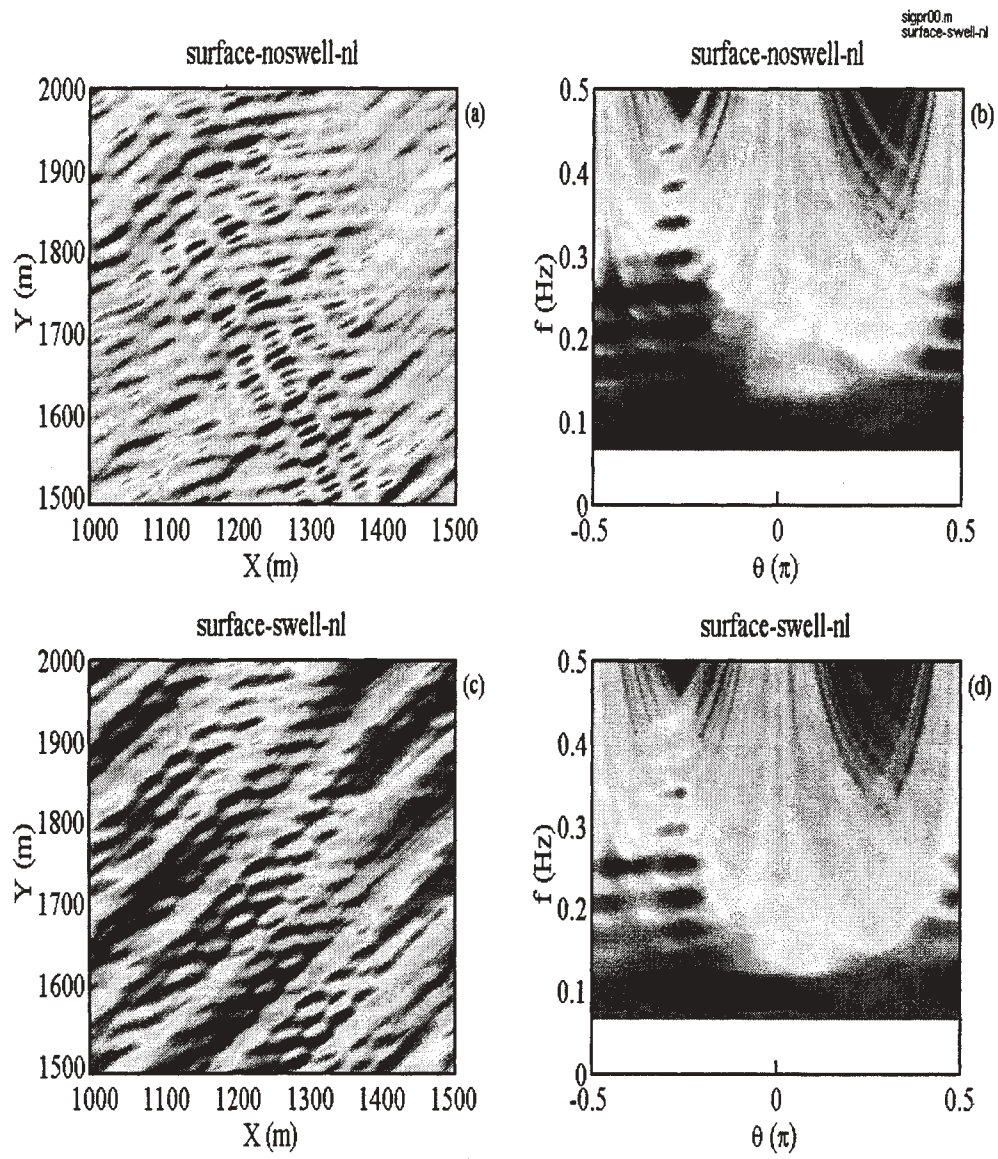 sigpr00.m
surface-swell-nl
surface-noswell-nl
surface-noswell-nl
(a)
(b)
2000
1900
1800
1700
1600
1500
Y (m)
1000 1100 1200 1300 1400 1500
X (m)
0.5
0.4
0.3
0.2
0.1
0
f (Hz)
-0.5 0 0.5
θ (π)
surface-swell-nl
surface-swell-nl
(c)
(d)
2000
1900
1800
1700
1600
1500
Y (m)
1000 1100 1200 1300 1400 1500
X (m)
0.5
0.4
0.3
0.2
0.1
0
f (Hz)
-0.5 0 0.5
θ (π)